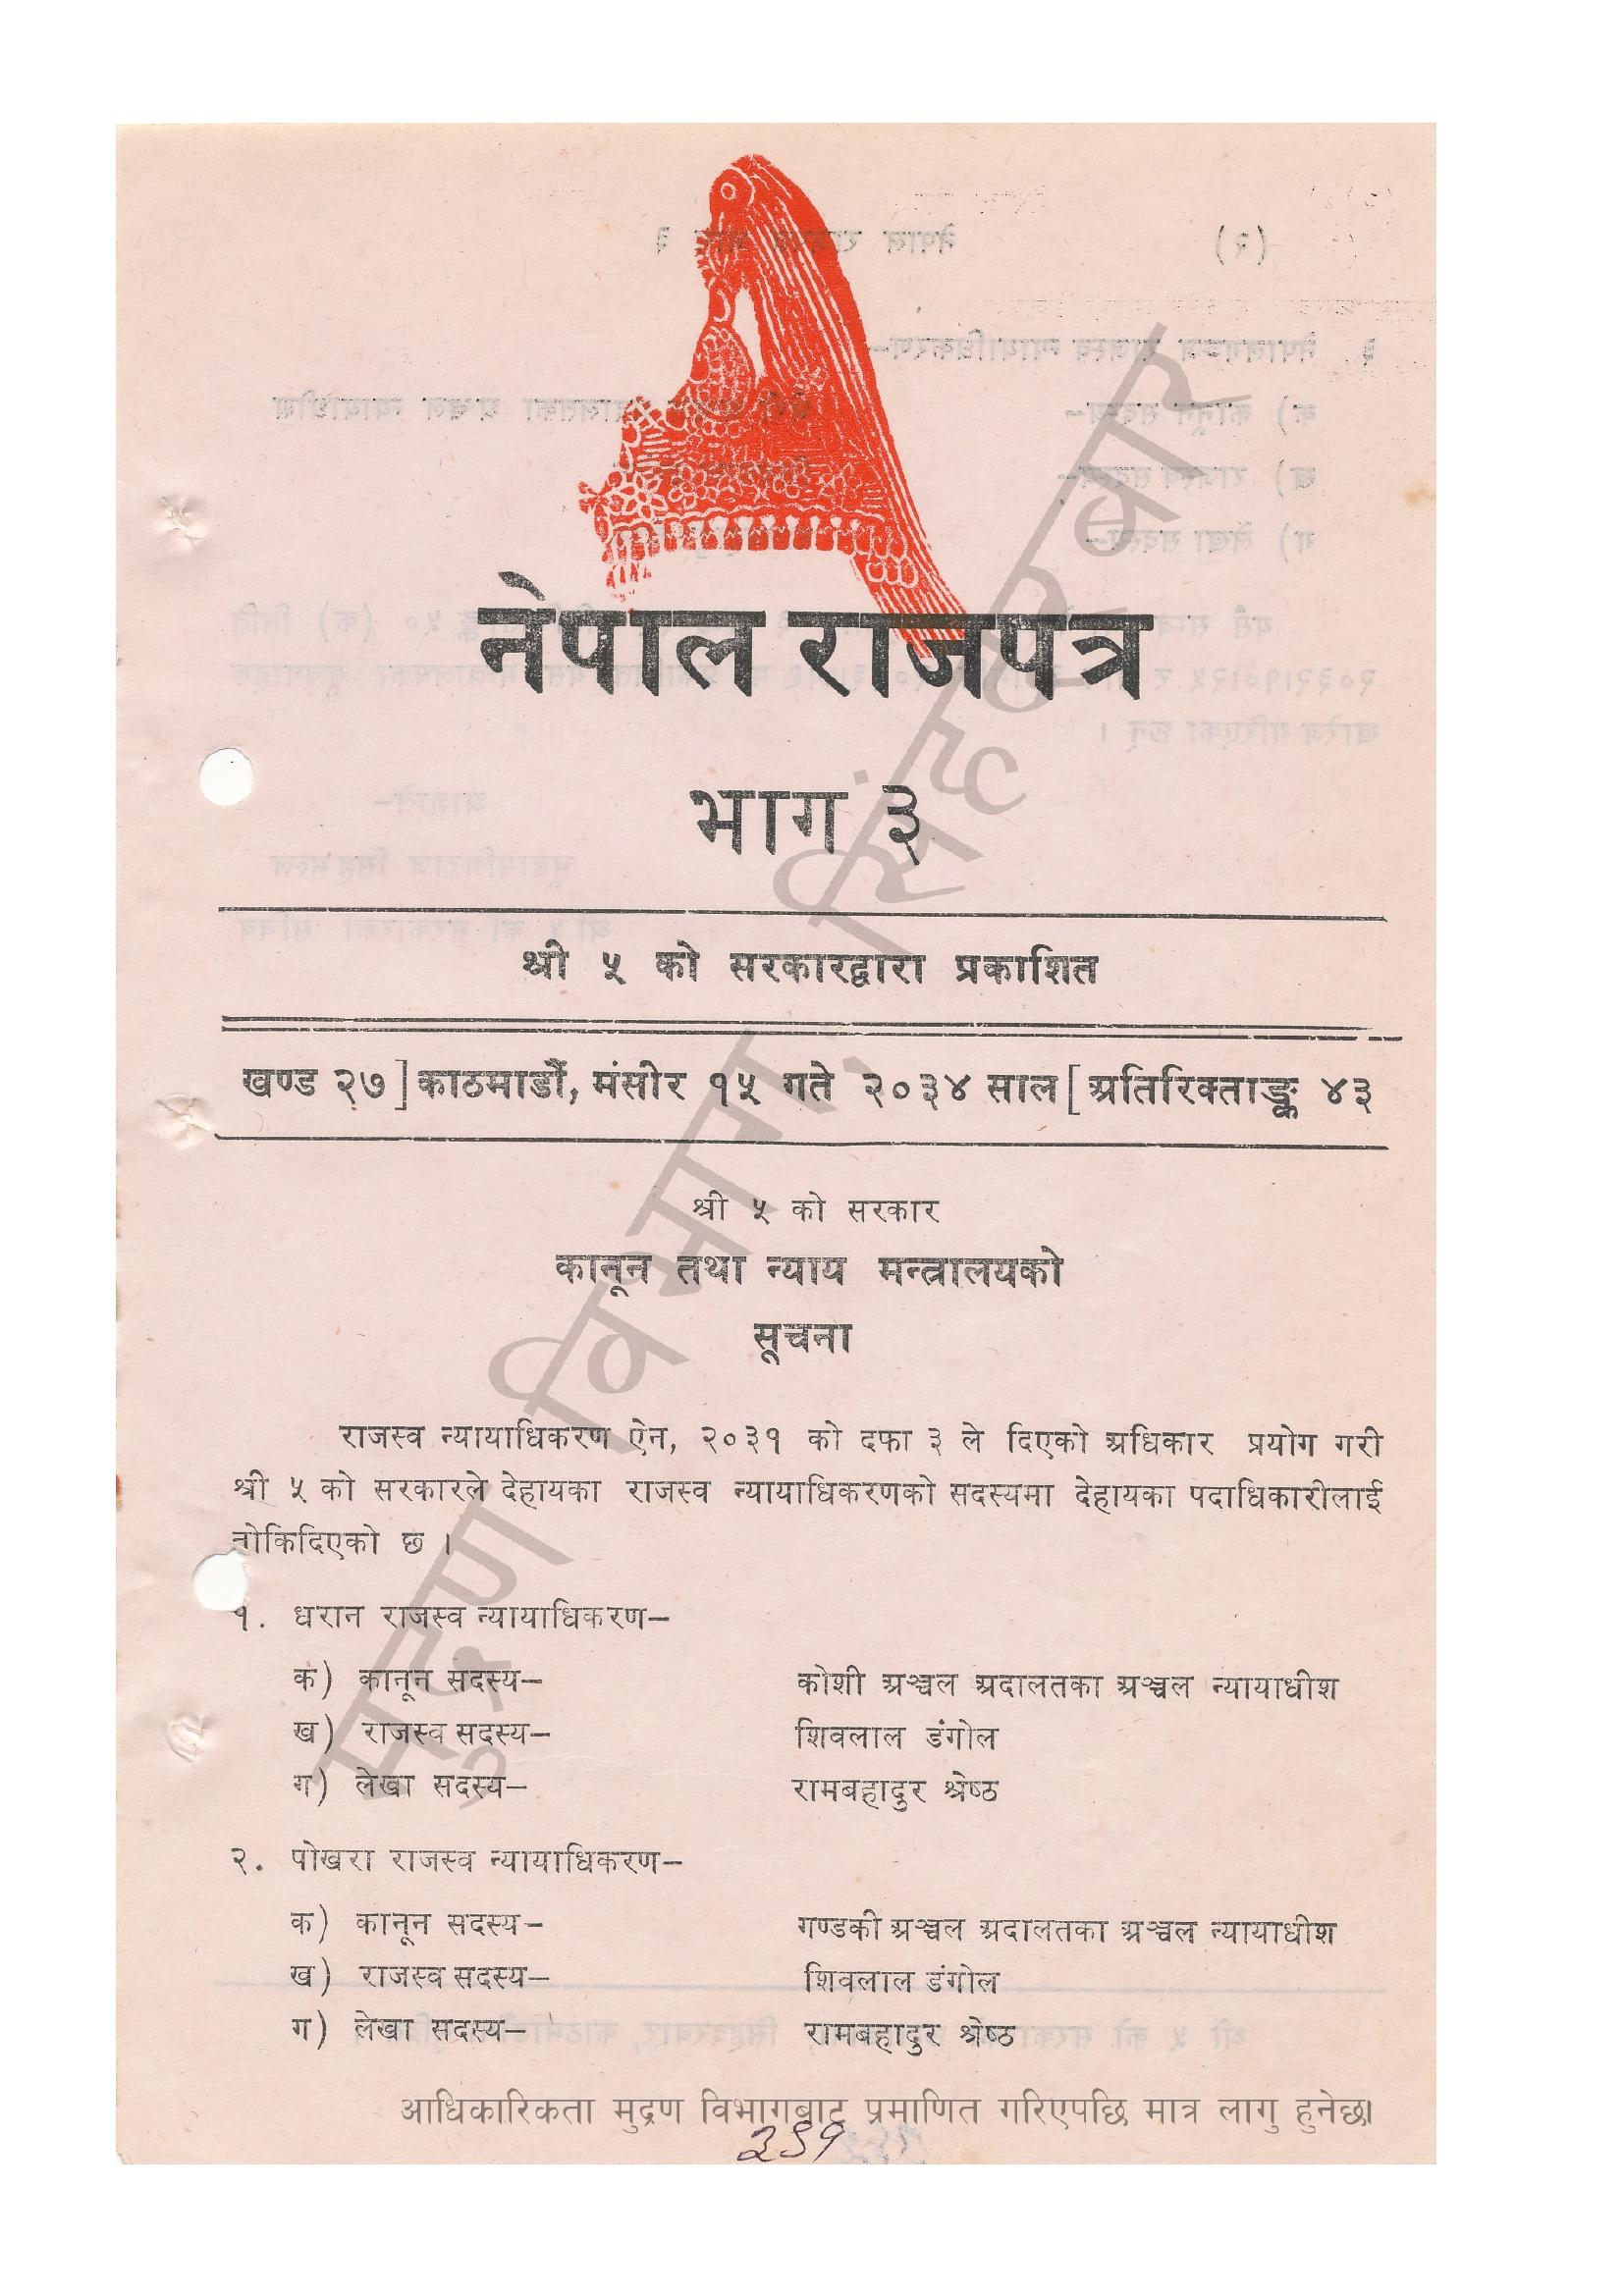 नेपाल राजपत्र
भाग ३
श्री ५ को सरकारद्वारा प्रकाशित
खण्ड २७] काठमाडौं, मंसीर १५ गते २०३४ साल [अतिरिक्ताङ्क ४३
श्री ५ को सरकार
कानून तथा न्याय मन्त्रालयको
सूचना
राजस्व न्यायाधिकरण ऐन, २०३१ को दफा ३ ले दिएको अधिकार प्रयोग गरी
श्री ५ को सरकारले देहायका राजस्व न्यायाधिकरणको सदस्यमा देहायका पदाधिकारीलाई
तोकिदिएको छ ।
१. धरान राजस्व न्यायाधिकरण–
क) कानून सदस्य– कोशी अञ्चल अदालतका अञ्चल न्यायाधीश
ख) राजस्व सदस्य– शिवलाल डंगोल
ग) लेखा सदस्य– रामबहादुर श्रेष्ठ
२. पोखरा राजस्व न्यायाधिकरण–
क) कानून सदस्य– गण्डकी अञ्चल अदालतका अञ्चल न्यायाधीश
ख) राजस्व सदस्य– शिवलाल डंगोल
ग) लेखा सदस्य– रामबहादुर श्रेष्ठ
आधिकारिकता मुद्रण विभागबाट प्रमाणित गरिएपछि मात्र लागु हुनेछ।
मुद्रण विभाग, सिंहदरबार